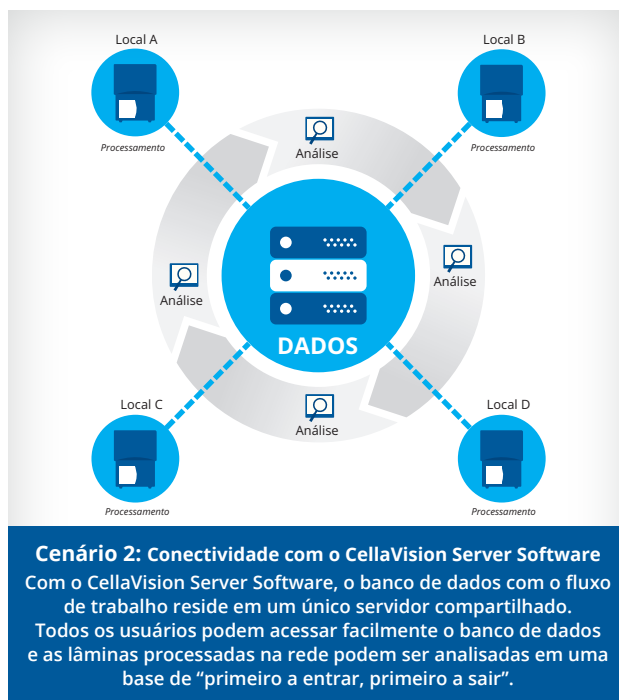 Local A
Local B
Processamento
Processamento
Análise
Análise
Análise
DADOS
Análise
Local C
Local D
Processamento
Processamento
Cenário 2: Conectividade com o CellaVision Server Software
Com o CellaVision Server Software, o banco de dados com o fluxo
de trabalho reside em um único servidor compartilhado.
Todos os usuários podem acessar facilmente o banco de dados
e as lâminas processadas na rede podem ser analisadas em uma
base de “primeiro a entrar, primeiro a sair”.